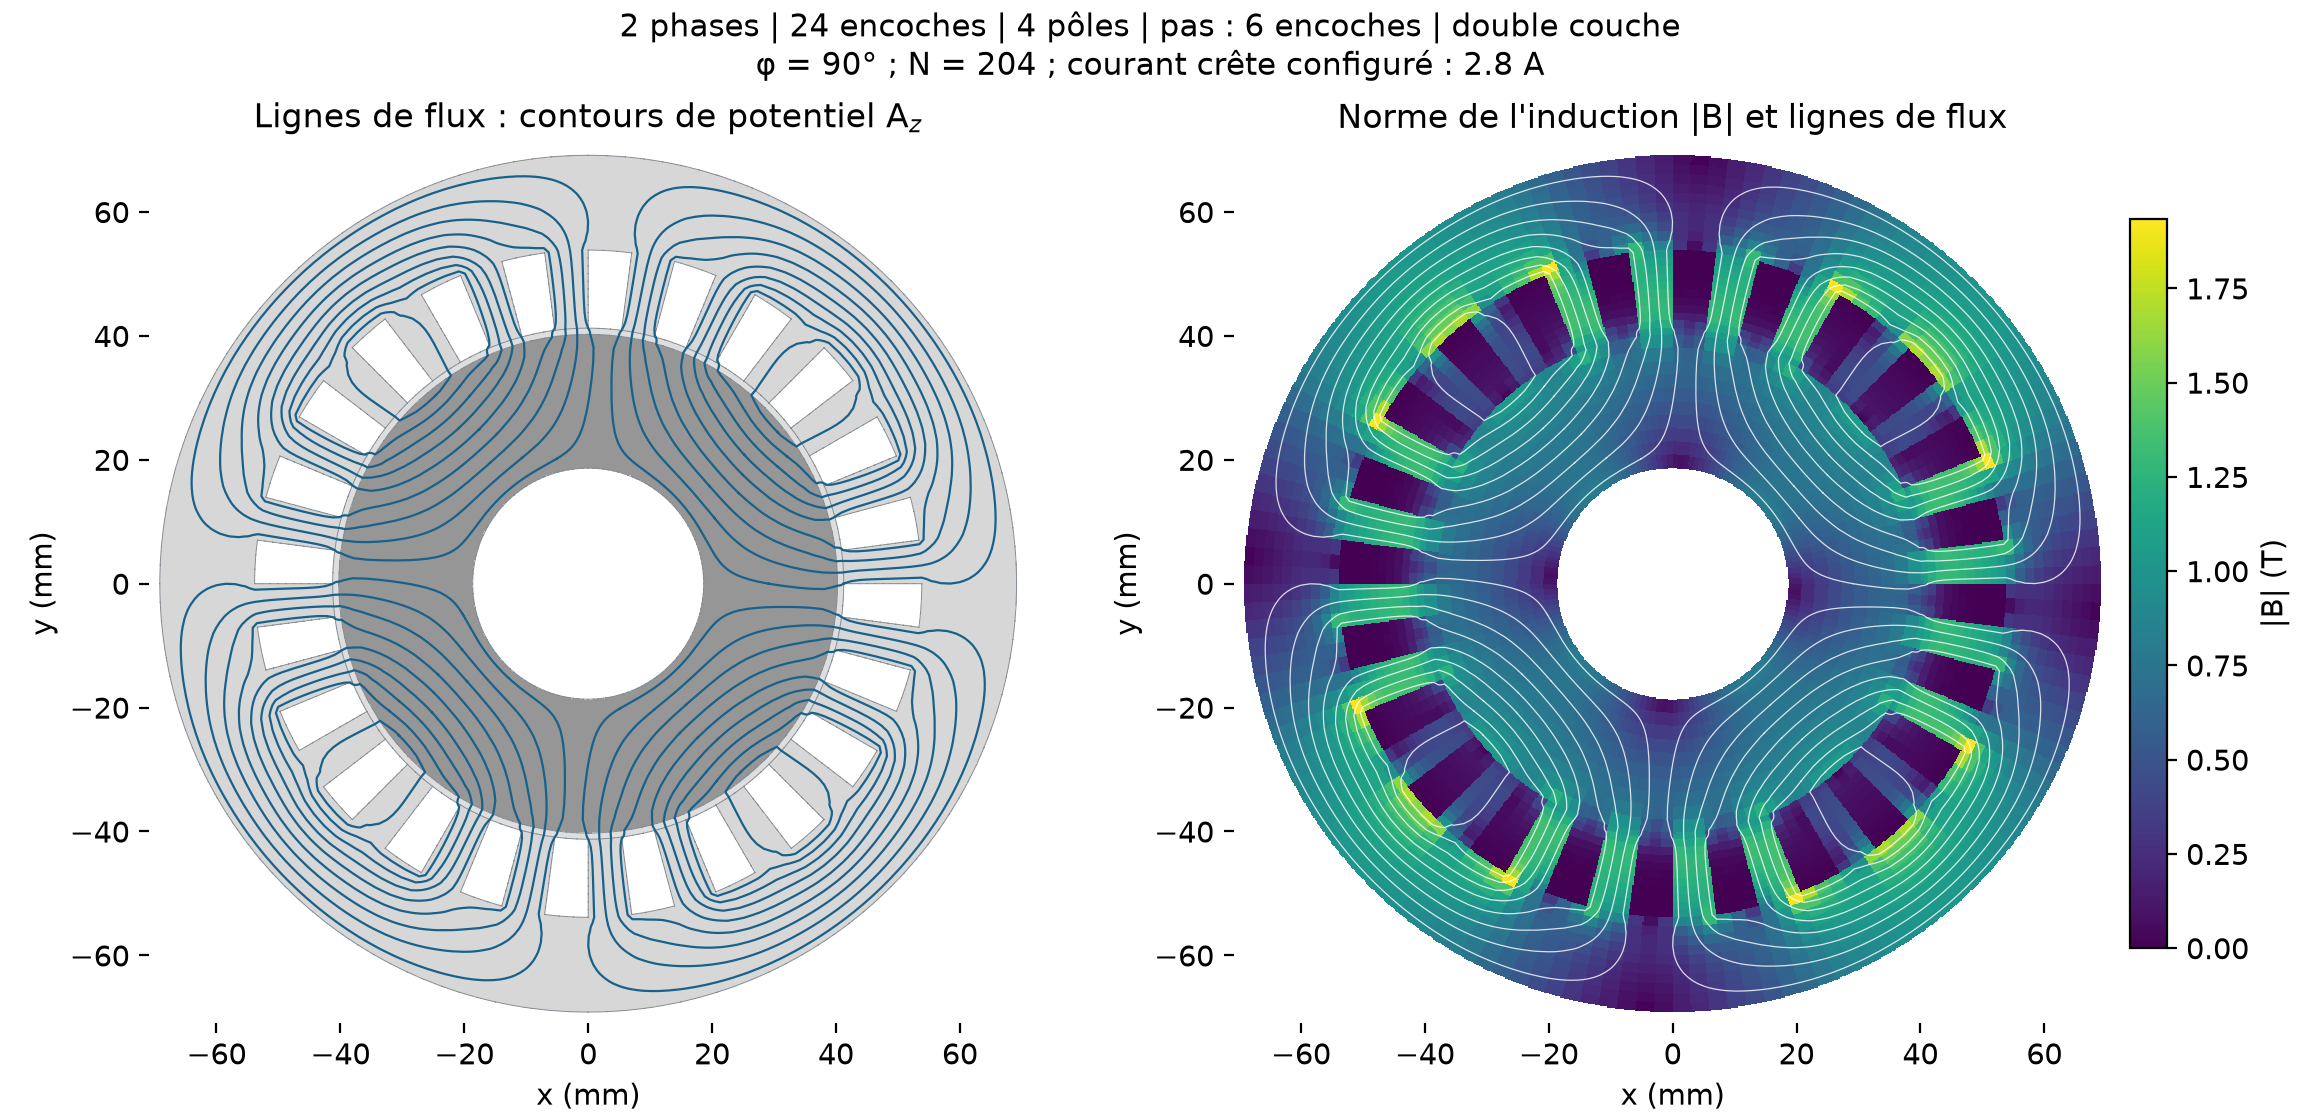 2 phases | 24 encoches | 4 pôles | pas : 6 encoches | double couche
φ = 90° ; N = 204 ; courant crête configuré : 2.8 A
Lignes de flux : contours de potentiel A_z
60
40
20
0
−20
−40
−60
y (mm)
−60 −40 −20 0 20 40 60
x (mm)
Norme de l'induction |B| et lignes de flux
60
40
20
0
−20
−40
−60
y (mm)
−60 −40 −20 0 20 40 60
x (mm)
1.75
1.50
1.25
1.00
0.75
0.50
0.25
0.00
|B| (T)